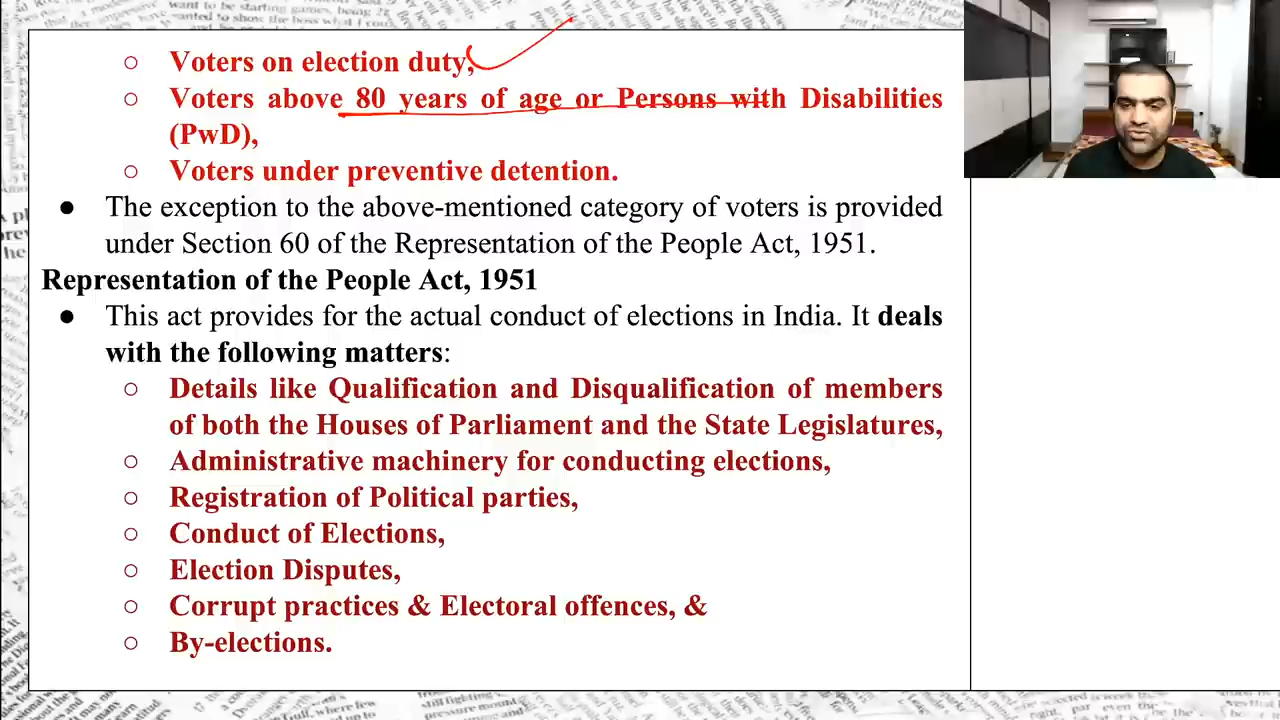 ○ Voters on election duty,
○ Voters above 80 years of age or Persons with Disabilities
(PwD),
○ Voters under preventive detention.
● The exception to the above-mentioned category of voters is provided
under Section 60 of the Representation of the People Act, 1951.
Representation of the People Act, 1951
● This act provides for the actual conduct of elections in India. It deals
with the following matters:
○ Details like Qualification and Disqualification of members
of both the Houses of Parliament and the State Legislatures,
○ Administrative machinery for conducting elections,
○ Registration of Political parties,
○ Conduct of Elections,
○ Election Disputes,
○ Corrupt practices & Electoral offences, &
○ By-elections.